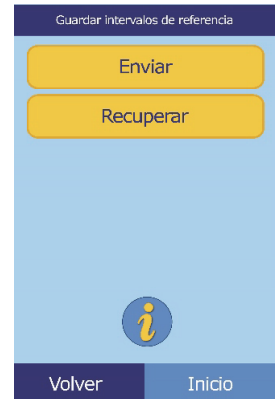 Guardar intervalos de referencia
Enviar
Recuperar
i
Volver Inicio